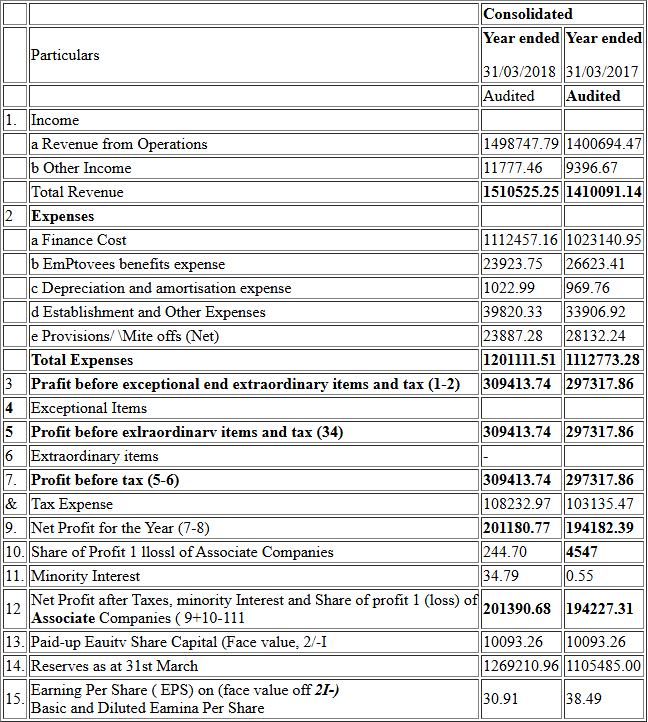 Consolidated
Particulars Year ended 31/03/2018 Year ended 31/03/2017
Audited Audited
1. Income
a Revenue from Operations 1498747.79 1400694.47
b Other Income 11777.46 9396.67
Total Revenue 1510525.25 1410091.14
2 Expenses
a Finance Cost 1112457.16 1023140.95
b EmPtovees benefits expense 23923.75 26623.41
c Depreciation and amortisation expense 1022.99 969.76
d Establishment and Other Expenses 39820.33 33906.92
e Provisions/ \Mite offs (Net) 23887.28 28132.24
Total Expenses 1201111.51 1112773.28
3 Prafit before exceptional end extraordinary items and tax (1-2) 309413.74 297317.86
4 Exceptional Items
5 Profit before exlraordinarv items and tax (34) 309413.74 297317.86
6 Extraordinary items -
7. Profit before tax (5-6) 309413.74 297317.86
& Tax Expense 108232.97 103135.47
9. Net Profit for the Year (7-8) 201180.77 194182.39
10. Share of Profit 1 llossl of Associate Companies 244.70 4547
11. Minority Interest 34.79 0.55
12 Net Profit after Taxes, minority Interest and Share of profit 1 (loss) of
Associate Companies ( 9+10-111 201390.68 194227.31
13. Paid-up Eauitv Share Capital (Face value, 2/-I 10093.26 10093.26
14. Reserves as at 31st March 1269210.96 1105485.00
15. Earning Per Share ( EPS) on (face value off 2I-)
Basic and Diluted Eamina Per Share 30.91 38.49